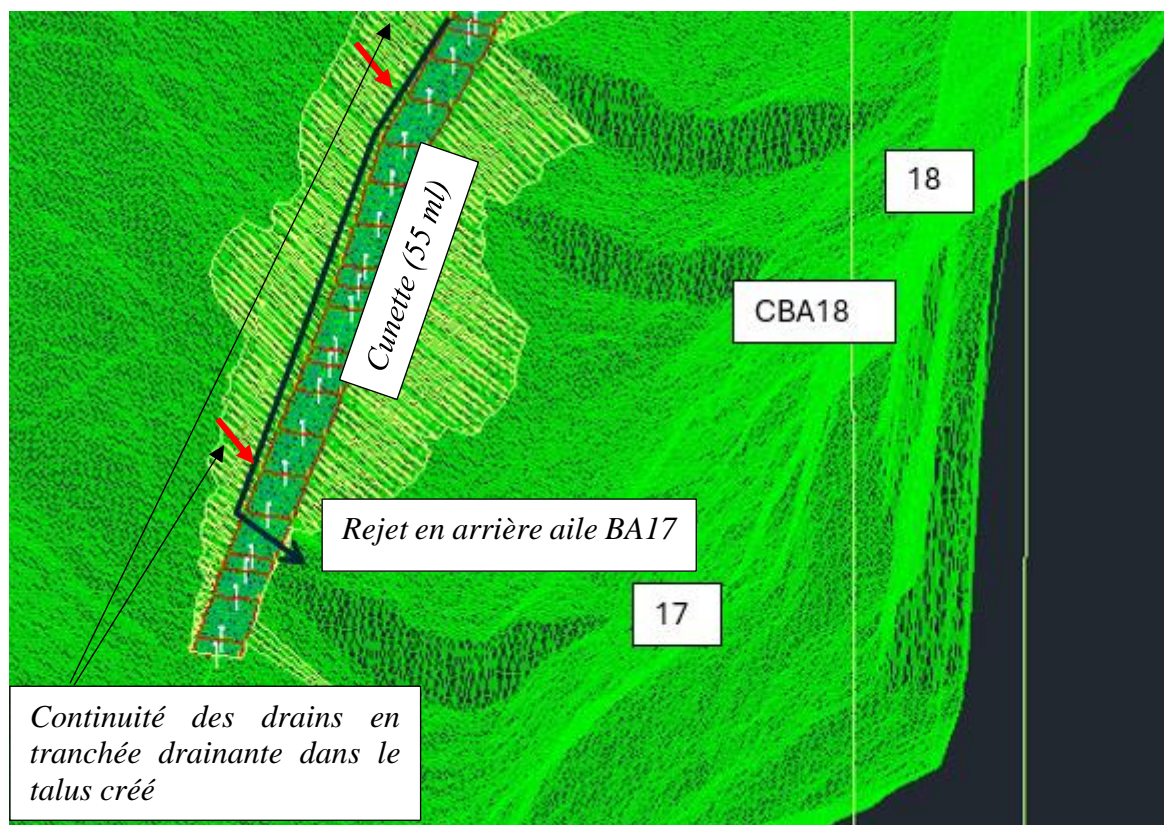 18
Cunette (55 ml)
CBA18
Rejet en arrière aile BA17
17
Continuité des drains en
tranchée drainante dans le
talus créé